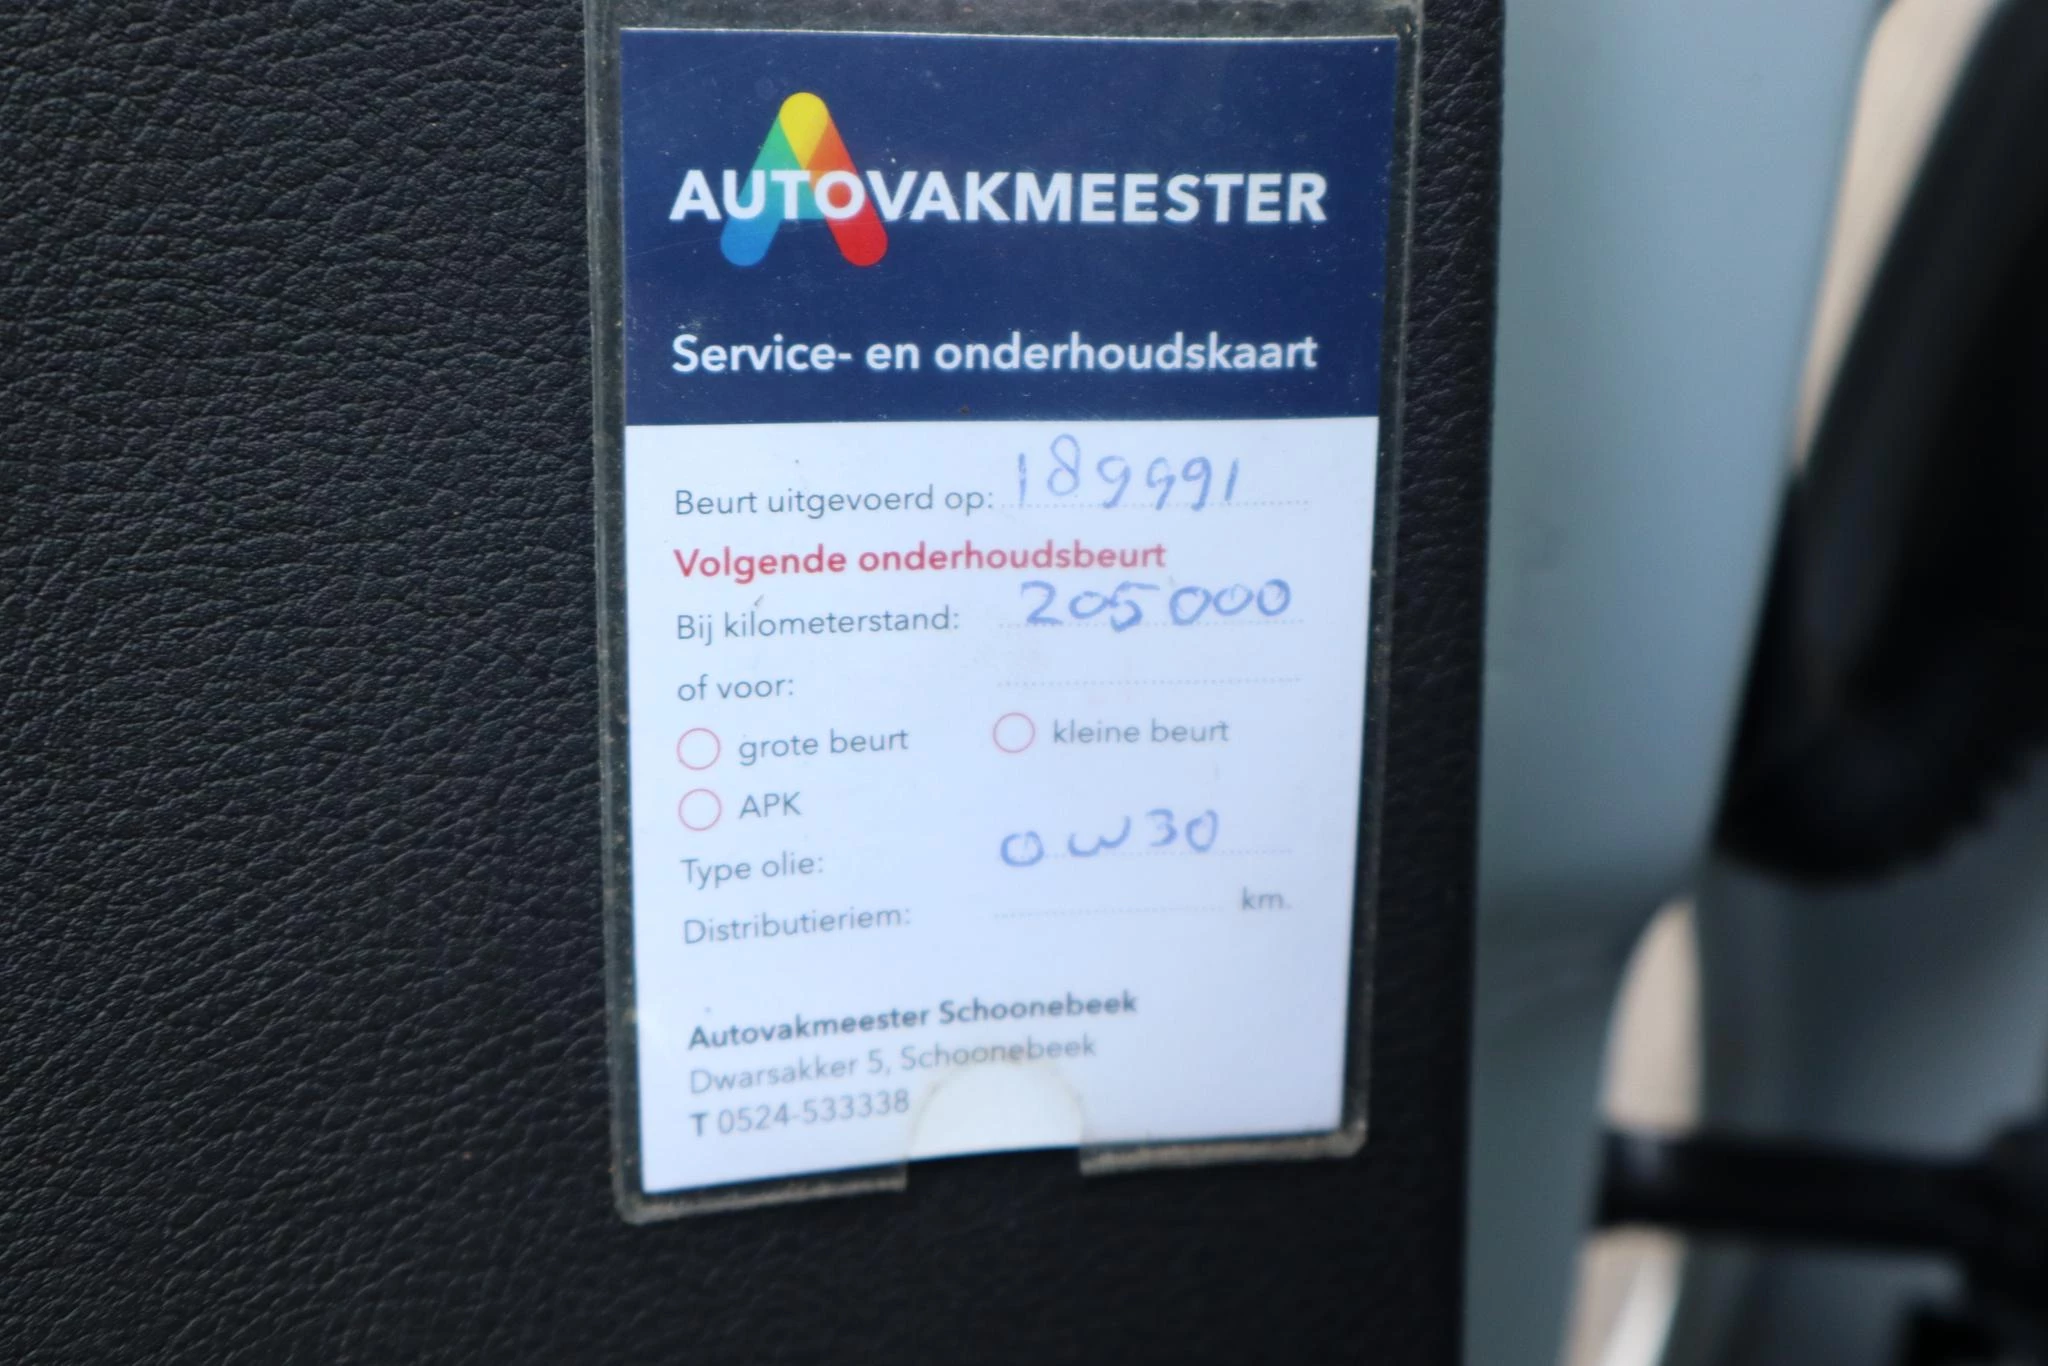 AUTOVAKMEESTER
Service- en onderhoudskaart
Beurt uitgevoerd op: 189991
Volgende onderhoudsbeurt
Bij kilometerstand: 205000
of voor:
grote beurt kleine beurt
APK
Type olie: 0W30
Distributieriem: km.
Autovakmeester Schoonebeek
Dwarsakker 5, Schoonebeek
T 0524-533338